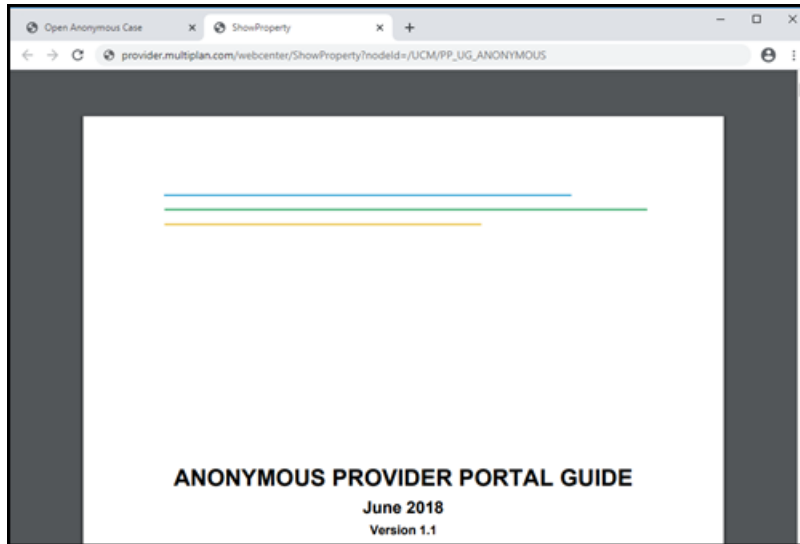 Open Anonymous Case
ShowProperty
provider.multiplan.com/webcenter/ShowProperty?nodeId=/UCM/PP_UG_ANONYMOUS
ANONYMOUS PROVIDER PORTAL GUIDE
June 2018
Version 1.1